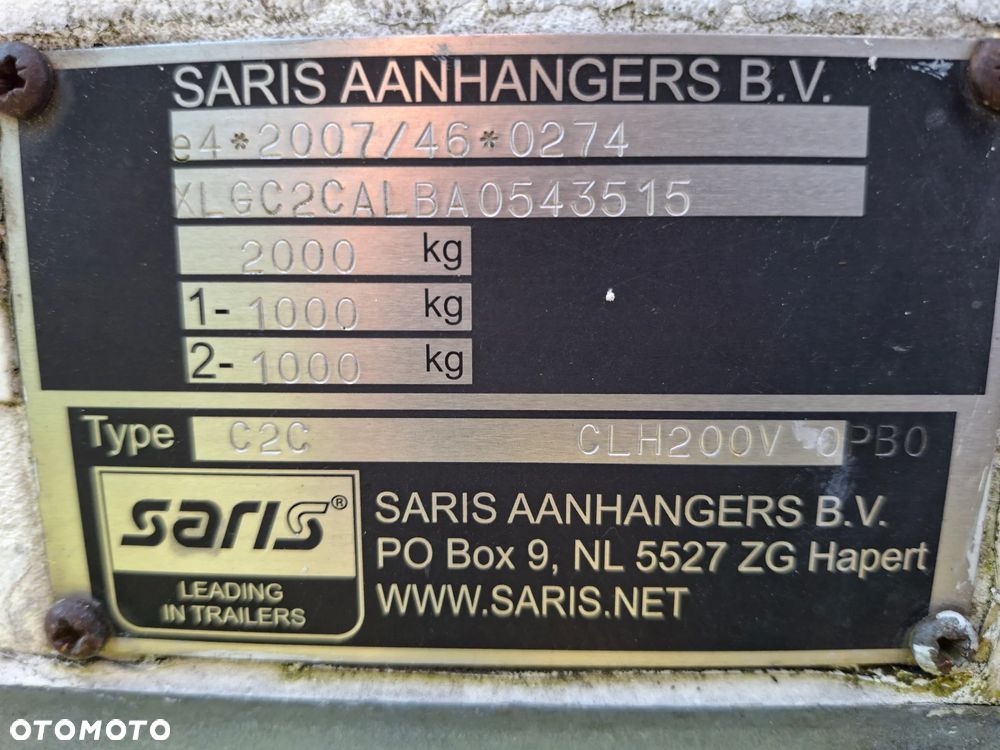 SARIS AANHANGERS B.V.
e4*2007/46*0274
XLGC2CALBA0543515
2000 kg
1- 1000 kg
2- 1000 kg
Type C2C CLH200V 0PB0
saris®
LEADING
IN TRAILERS
SARIS AANHANGERS B.V.
PO Box 9, NL 5527 ZG Hapert
WWW.SARIS.NET
OTOMOTO